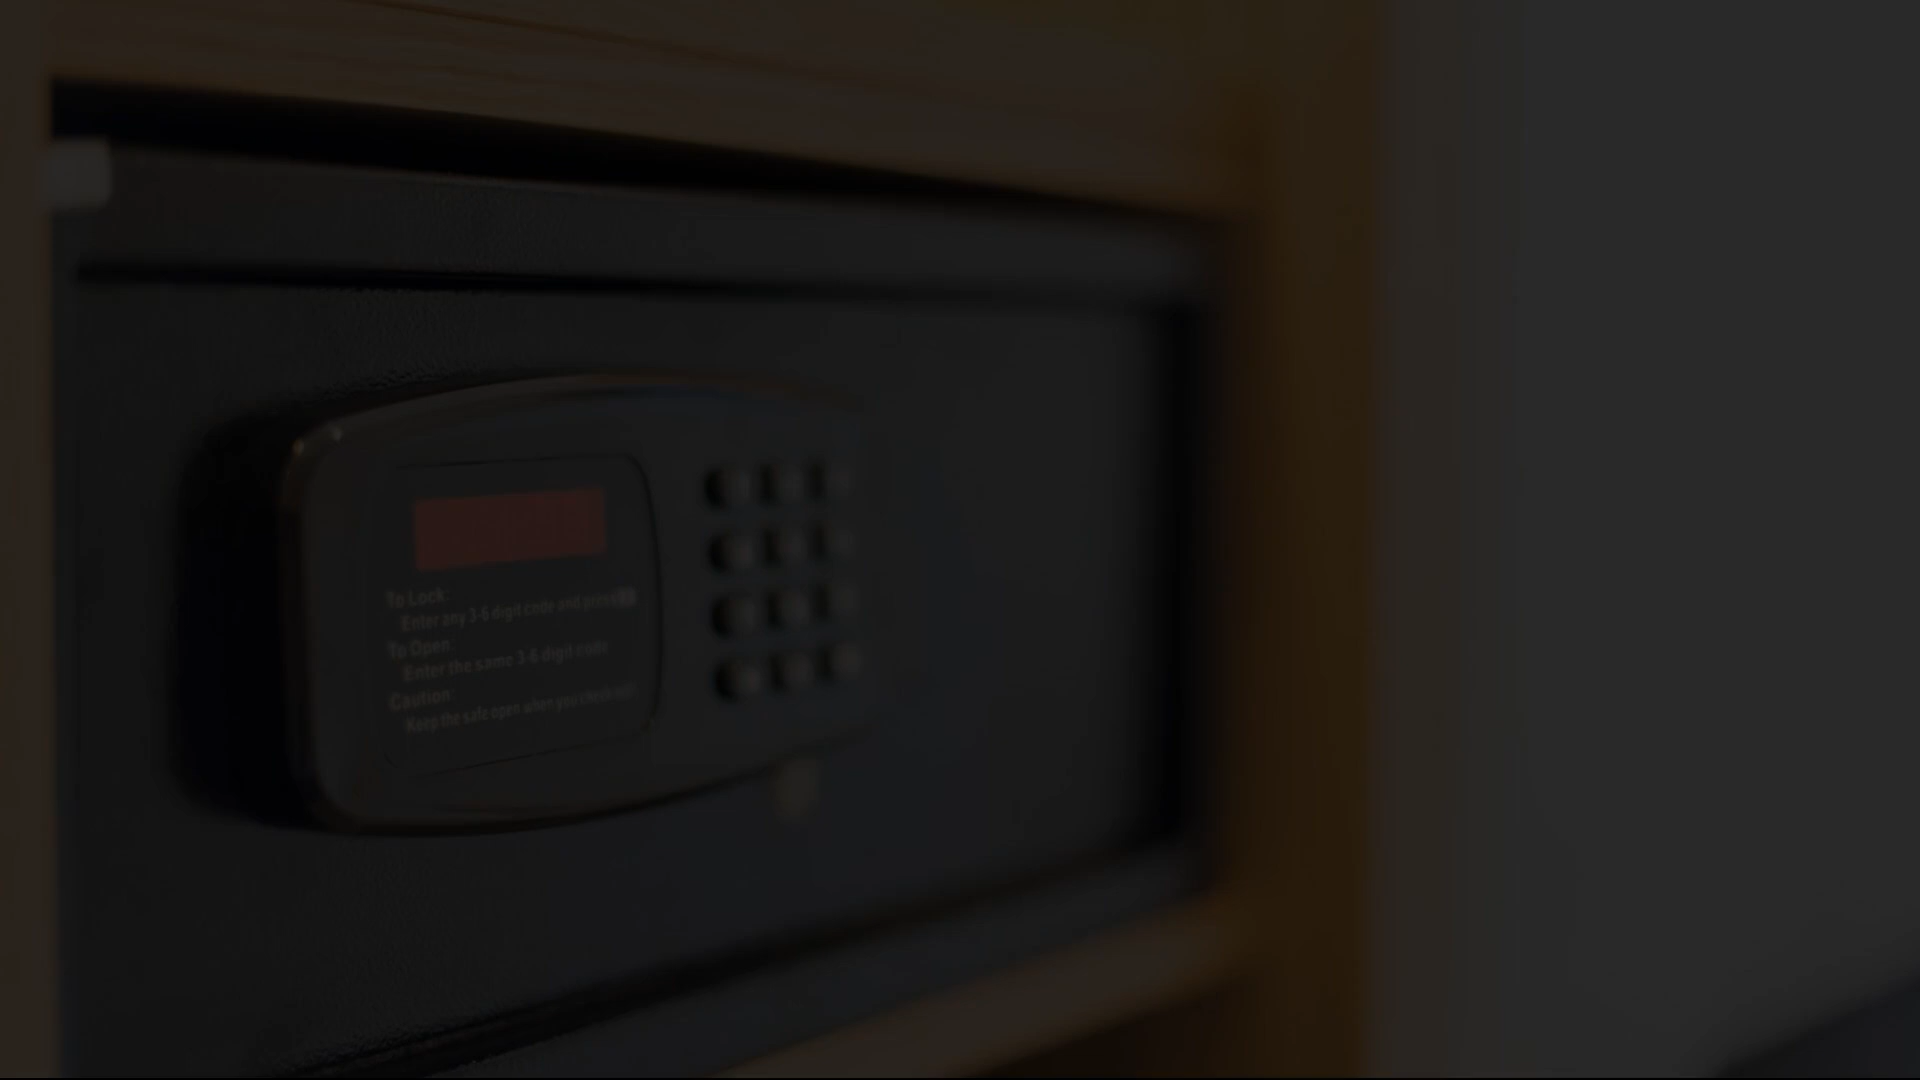 To Lock:
Enter any 3-6 digit code and press
To Open:
Enter the same 3-6 digit code
Caution:
Keep the safe open when you check out